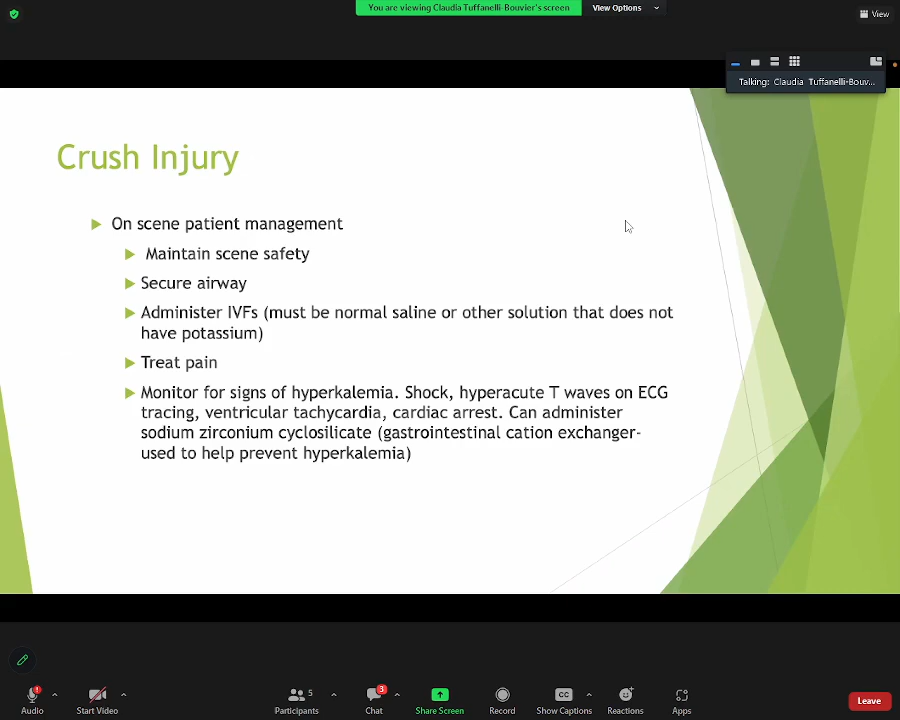 You are viewing Claudia Tuffanelli-Bouvier's screen
View Options
View
Talking: Claudia Tuffanelli-Bouv...
Crush Injury
On scene patient management
Maintain scene safety
Secure airway
Administer IVFs (must be normal saline or other solution that does not
have potassium)
Treat pain
Monitor for signs of hyperkalemia. Shock, hyperacute T waves on ECG
tracing, ventricular tachycardia, cardiac arrest. Can administer
sodium zirconium cyclosilicate (gastrointestinal cation exchanger-
used to help prevent hyperkalemia)
Audio
Start Video
5
Participants
3
Chat
Share Screen
Record
CC
Show Captions
Reactions
Apps
Leave